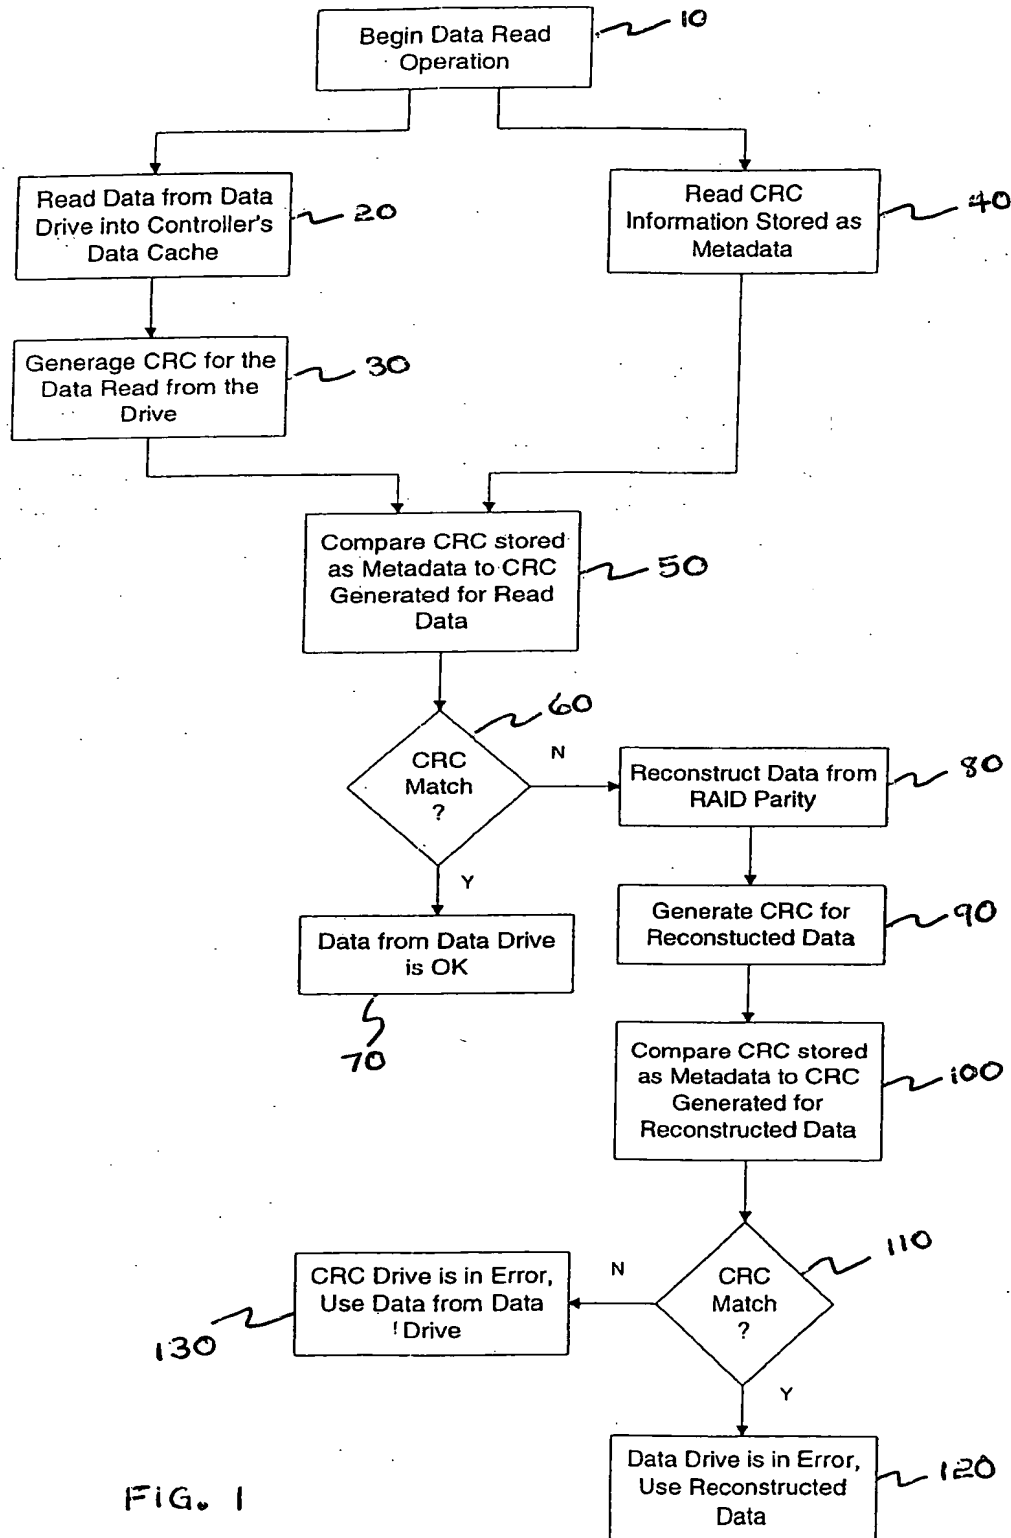 Begin Data Read
Operation
10
Read Data from Data
Drive into Controller's
Data Cache
20
Read CRC
Information Stored as
Metadata
40
Generage CRC for the
Data Read from the
Drive
30
Compare CRC stored
as Metadata to CRC
Generated for Read
Data
50
CRC
Match
?
60
N
Y
Reconstruct Data from
RAID Parity
80
Data from Data Drive
is OK
70
Generate CRC for
Reconstucted Data
90
Compare CRC stored
as Metadata to CRC
Generated for
Reconstructed Data
100
CRC
Match
?
110
N
Y
CRC Drive is in Error,
Use Data from Data
Drive
130
Data Drive is in Error,
Use Reconstructed
Data
120
FIG. 1